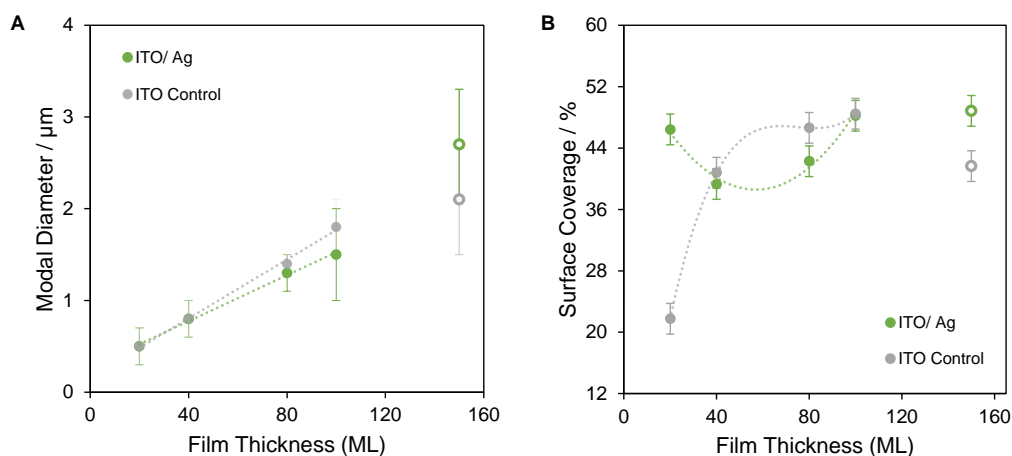 A
Modal Diameter / µm
4
3
2
1
0
ITO/ Ag
ITO Control
0 40 80 120 160
Film Thickness (ML)
B
Surface Coverage / %
60
52
44
36
28
20
12
ITO/ Ag
ITO Control
0 40 80 120 160
Film Thickness (ML)